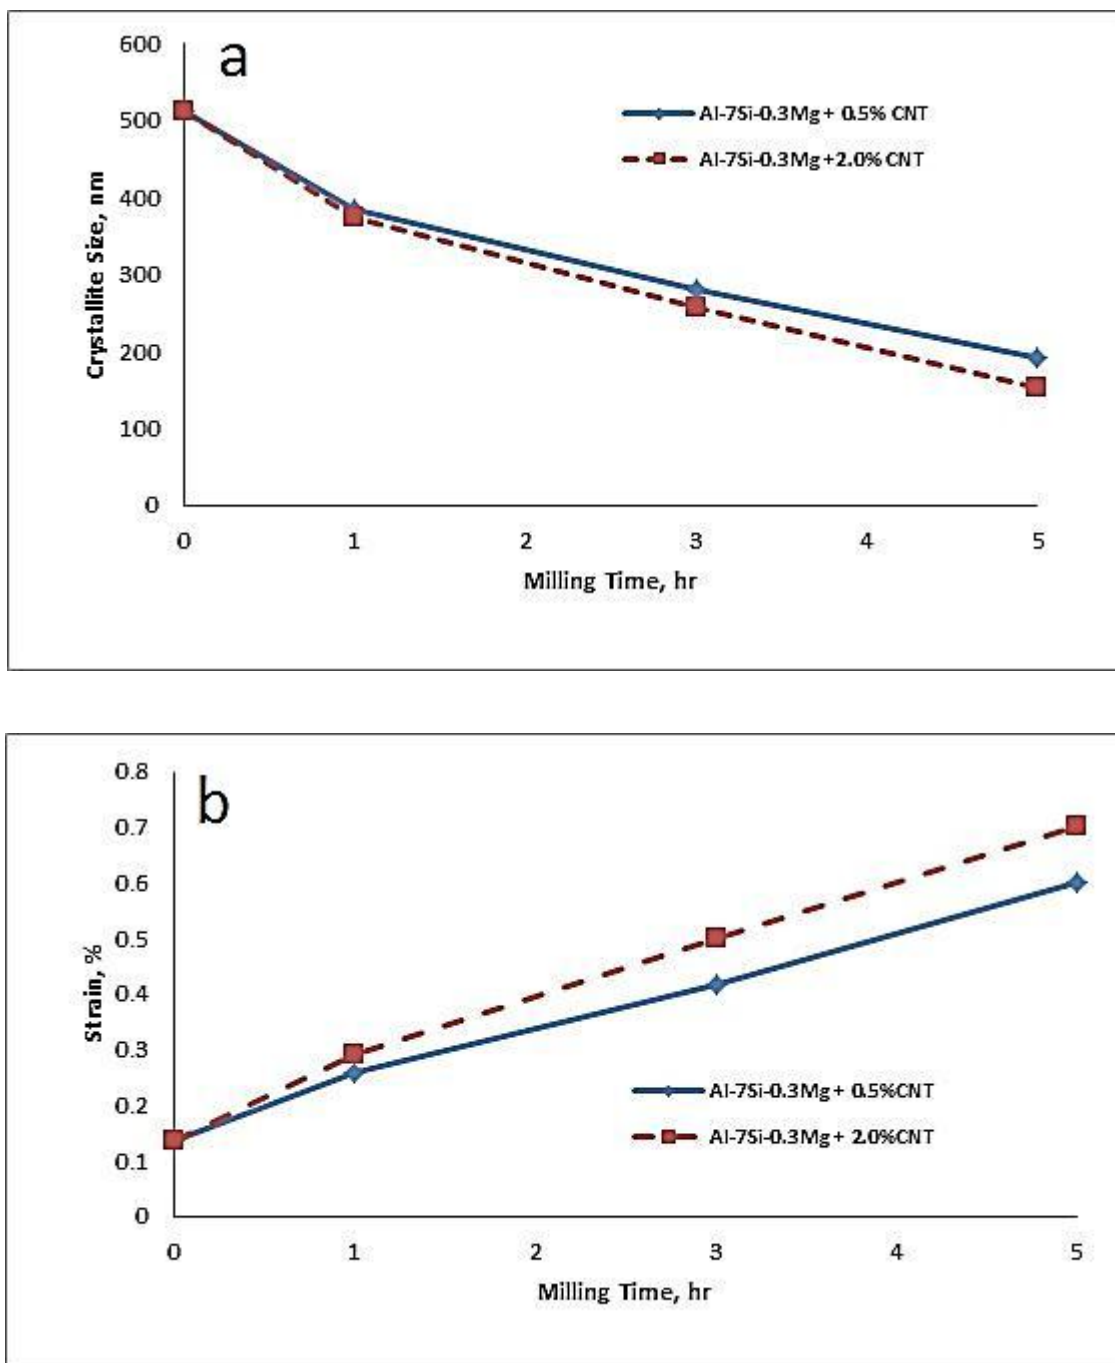 a
600
500
400
300
200
100
0
Crystallite Size, nm
Al-7Si-0.3Mg + 0.5% CNT
Al-7Si-0.3Mg +2.0% CNT
0 1 2 3 4 5
Milling Time, hr
b
0.8
0.7
0.6
0.5
0.4
0.3
0.2
0.1
0
Strain, %
Al-7Si-0.3Mg + 0.5%CNT
Al-7Si-0.3Mg + 2.0%CNT
0 1 2 3 4 5
Milling Time, hr